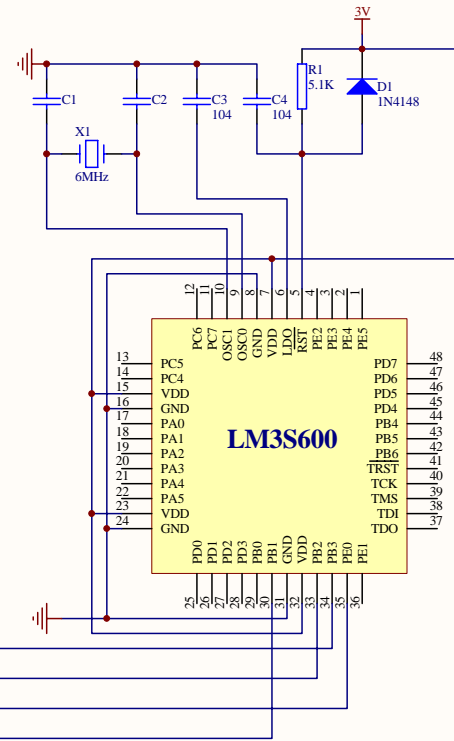 3V
C1
C2
C3
104
C4
104
R1
5.1K
D1
1N4148
X1
6MHz
12 11 10 9 8 7 6 5 4 3 2 1
PC6 PC7 OSC1 OSC0 GND VDD LDO RST PE2 PE3 PE4 PE5
13 PC5 PD7 48
14 PC4 PD6 47
15 VDD PD5 46
16 GND PD4 45
17 PA0 PB4 44
18 PA1 PB5 43
19 PA2 PB6 42
20 PA3 TRST 41
21 PA4 TCK 40
22 PA5 TMS 39
23 VDD TDI 38
24 GND TDO 37
LM3S600
PD0 PD1 PD2 PD3 PB0 PB1 GND VDD PB2 PB3 PE0 PE1
25 26 27 28 29 30 31 32 33 34 35 36